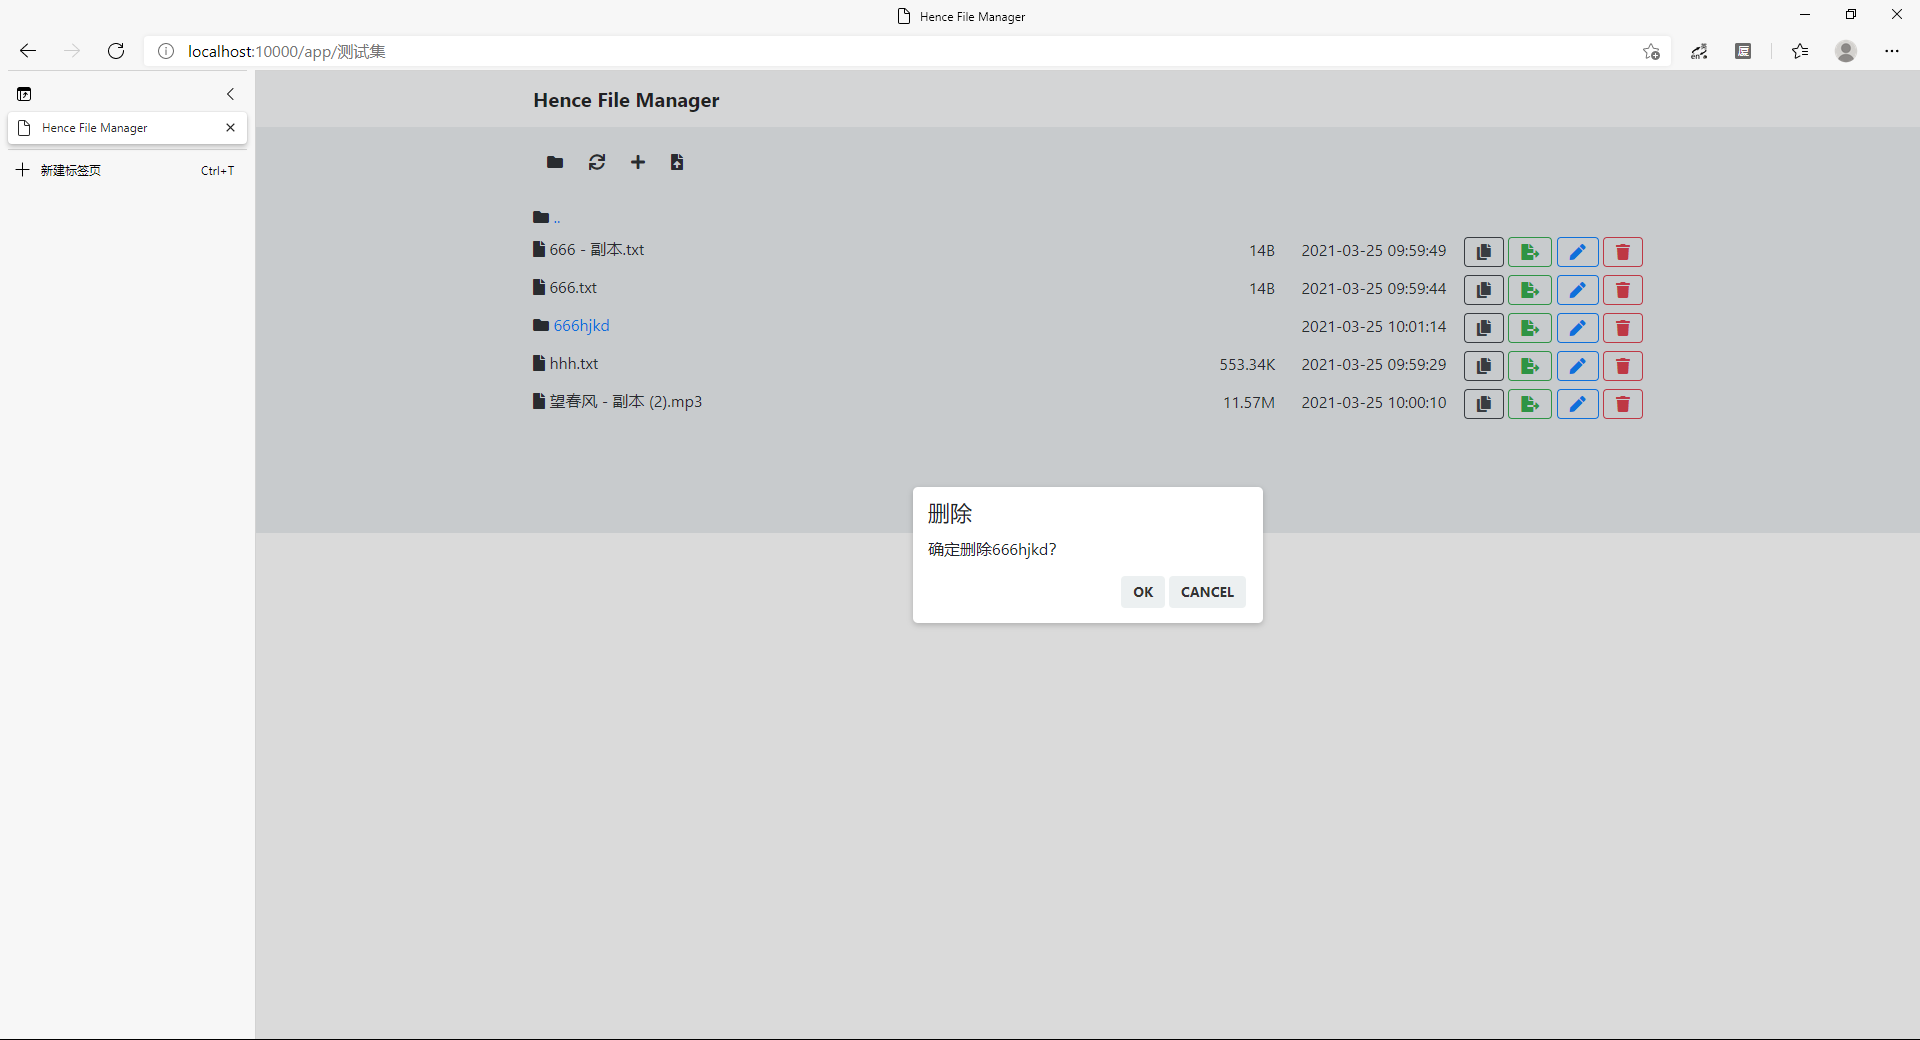 Hence File Manager
localhost:10000/app/测试集
Hence File Manager
新建标签页 Ctrl+T
Hence File Manager
..
666 - 副本.txt 14B 2021-03-25 09:59:49
666.txt 14B 2021-03-25 09:59:44
666hjkd 2021-03-25 10:01:14
hhh.txt 553.34K 2021-03-25 09:59:29
望春风 - 副本 (2).mp3 11.57M 2021-03-25 10:00:10
删除
确定删除666hjkd?
OK CANCEL